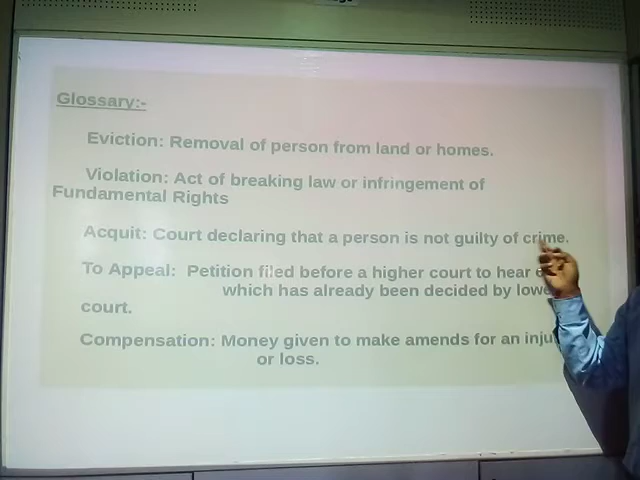 Glossary:-
Eviction: Removal of person from land or homes.
Violation: Act of breaking law or infringement of
Fundamental Rights
Acquit: Court declaring that a person is not guilty of crime.
To Appeal: Petition filed before a higher court to hear
which has already been decided by lowe
court.
Compensation: Money given to make amends for an inju
or loss.